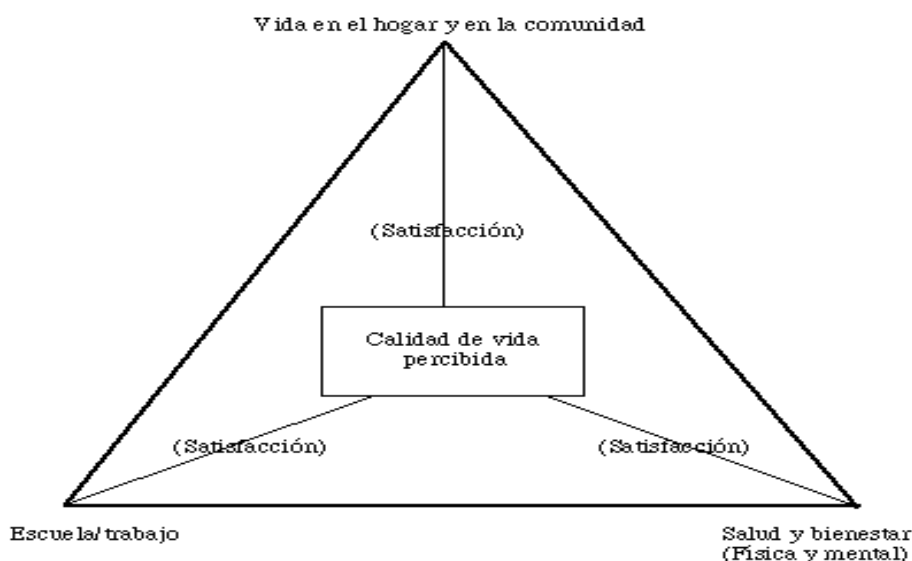 Vida en el hogar y en la comunidad
(Satisfacción)
Calidad de vida
percibida
(Satisfacción)
(Satisfacción)
Escuela/trabajo
Salud y bienestar
(Física y mental)